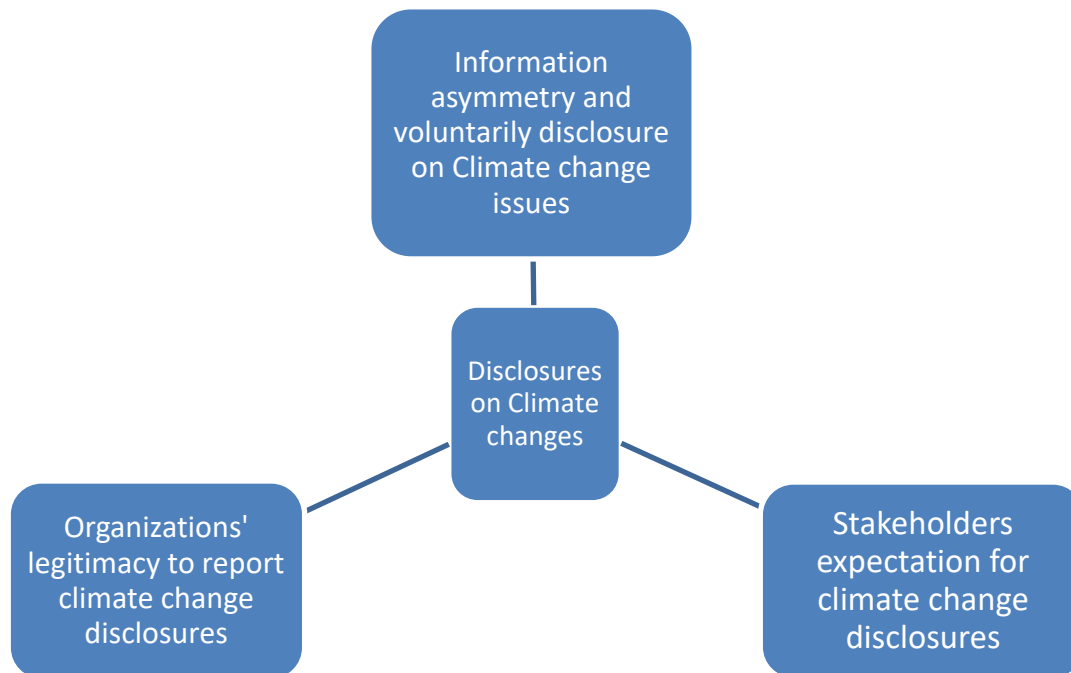 Information
asymmetry and
voluntarily disclosure
on Climate change
issues
Disclosures
on Climate
changes
Organizations'
legitimacy to report
climate change
disclosures
Stakeholders
expectation for
climate change
disclosures